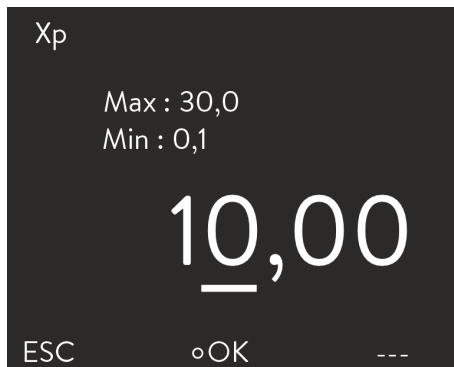 Xp
Max : 30,0
Min : 0,1
10,00
ESC ∘OK ---